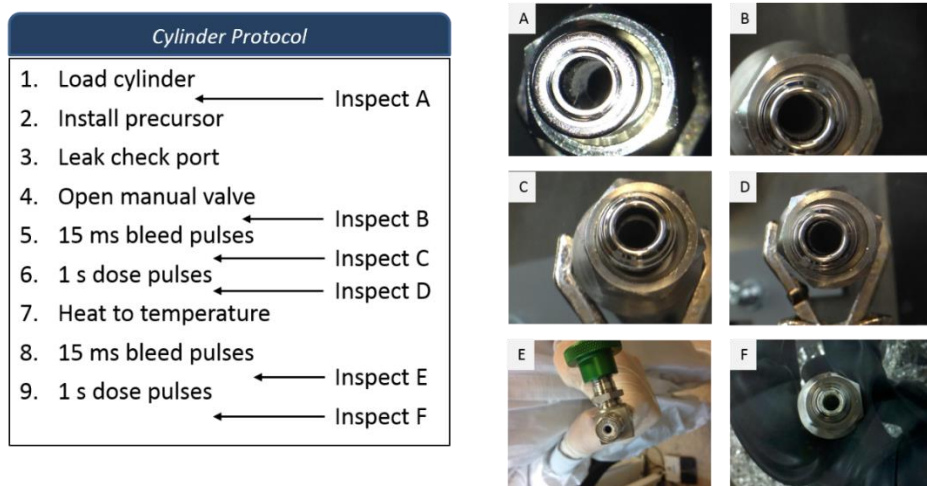 Cylinder Protocol
1. Load cylinder
Inspect A
2. Install precursor
3. Leak check port
4. Open manual valve
Inspect B
5. 15 ms bleed pulses
Inspect C
6. 1 s dose pulses
Inspect D
7. Heat to temperature
8. 15 ms bleed pulses
Inspect E
9. 1 s dose pulses
Inspect F
A
B
C
D
E
F